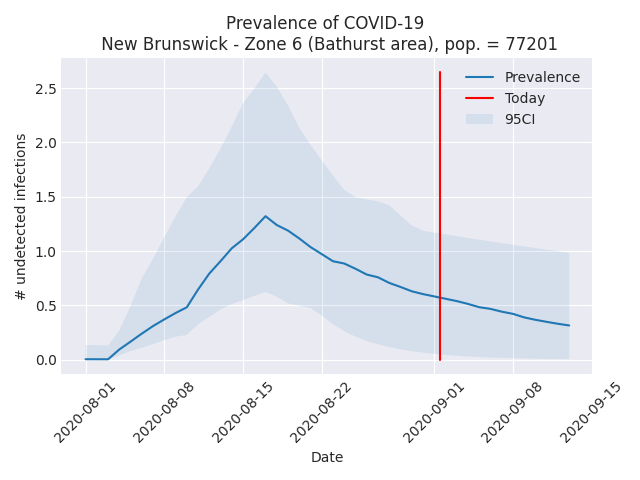 Prevalence of COVID-19
New Brunswick - Zone 6 (Bathurst area), pop. = 77201
Prevalence
Today
95CI
# undetected infections
2.5
2.0
1.5
1.0
0.5
0.0
2020-08-01
2020-08-08
2020-08-15
2020-08-22
2020-09-01
2020-09-08
2020-09-15
Date